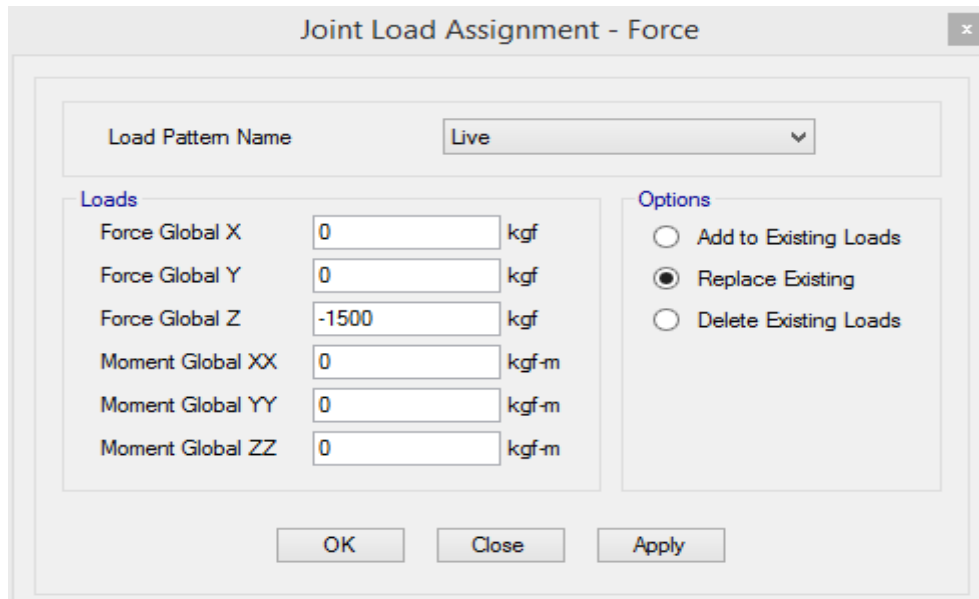 Joint Load Assignment - Force
x
Load Pattern Name Live
Loads
Force Global X 0 kgf
Force Global Y 0 kgf
Force Global Z -1500 kgf
Moment Global XX 0 kgf-m
Moment Global YY 0 kgf-m
Moment Global ZZ 0 kgf-m
Options
Add to Existing Loads
Replace Existing
Delete Existing Loads
OK Close Apply